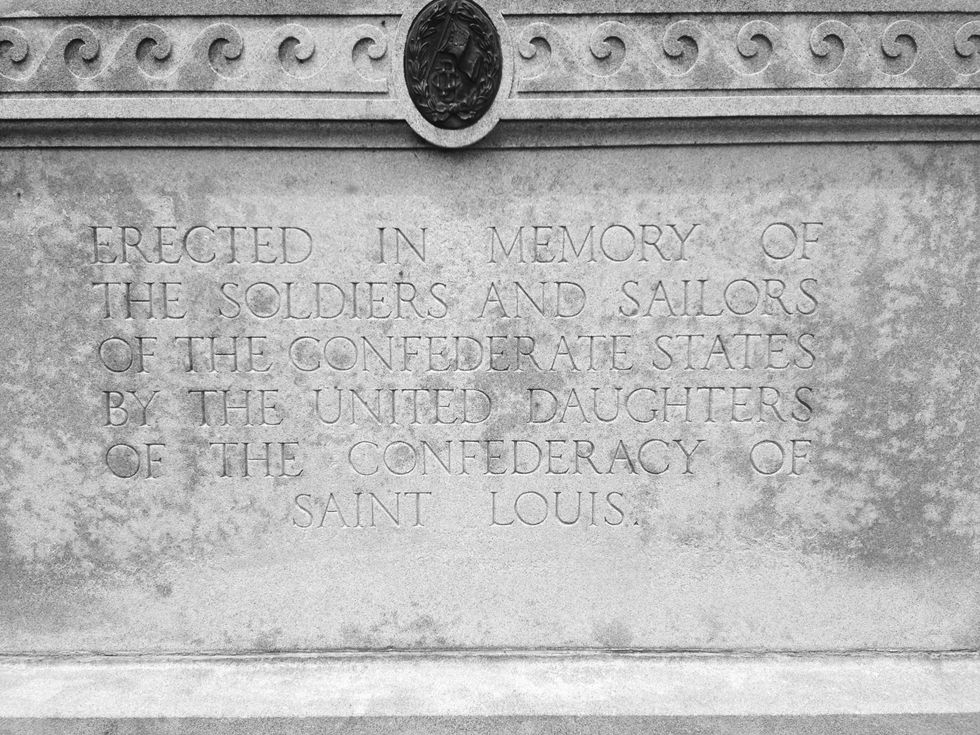 ERECTED IN MEMORY OF
THE SOLDIERS AND SAILORS
OF THE CONFEDERATE STATES
BY THE UNITED DAUGHTERS
OF THE CONFEDERACY OF
SAINT LOUIS.